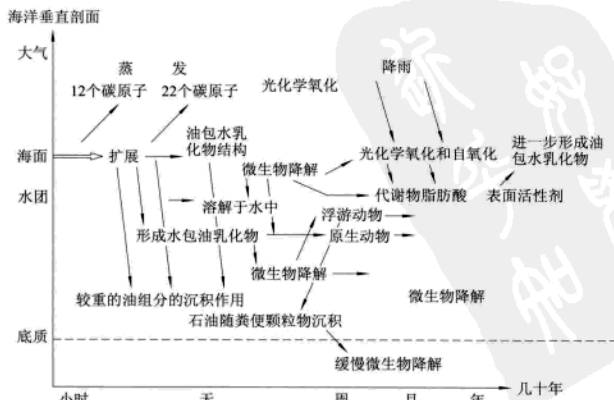 海洋垂直剖面
大气
蒸 发
12个碳原子 22个碳原子
光化学氧化
降雨
海面
扩展
油包水乳
化物结构
微生物降解
光化学氧化和自氧化
进一步形成油
包水乳化物
水团
溶解于水中
代谢物脂肪酸
表面活性剂
浮游动物
形成水包油乳化物
原生动物
微生物降解
较重的油组分的沉积作用
微生物降解
石油随粪便颗粒物沉积
底质
缓慢微生物降解
小时 天 周 月 年 几十年